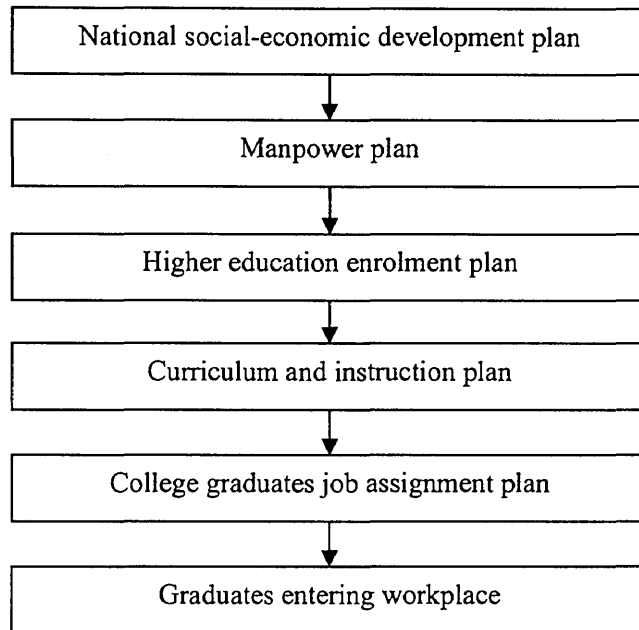 National social-economic development plan
Manpower plan
Higher education enrolment plan
Curriculum and instruction plan
College graduates job assignment plan
Graduates entering workplace